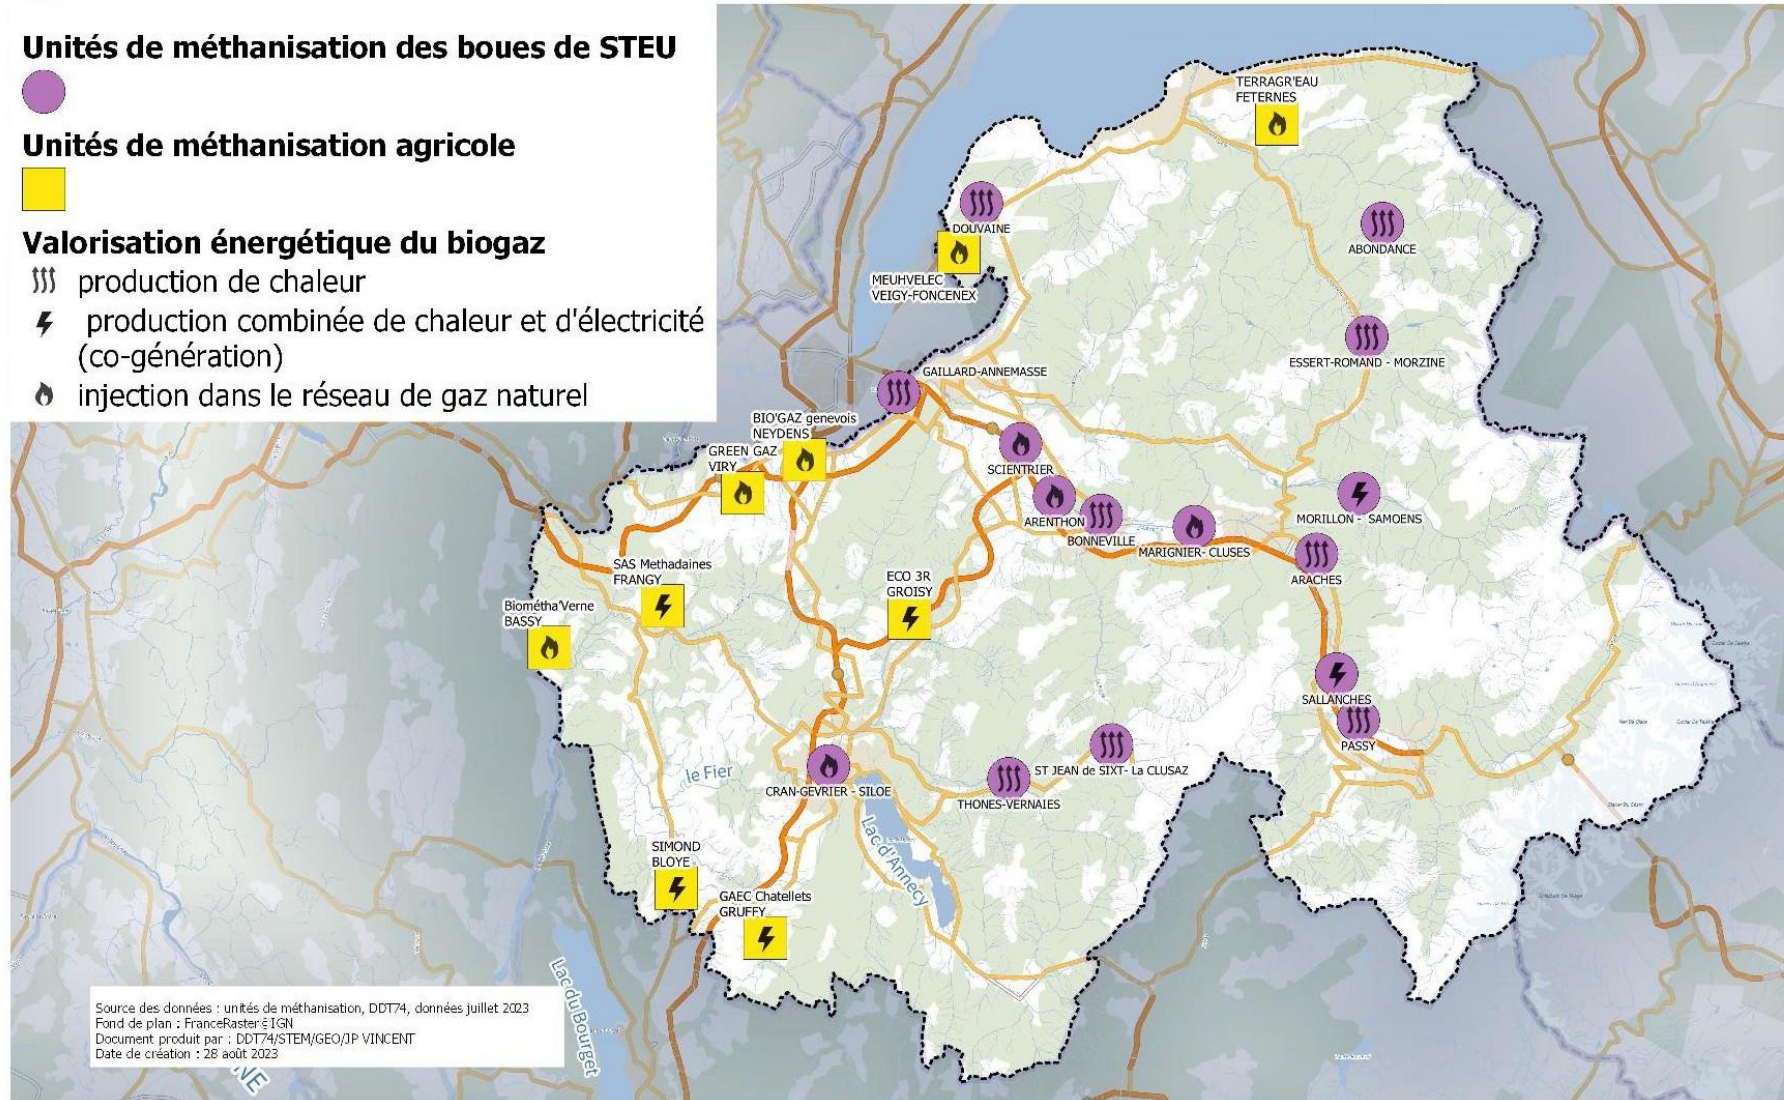 Unités de méthanisation des boues de STEU
Unités de méthanisation agricole
Valorisation énergétique du biogaz
production de chaleur
production combinée de chaleur et d'électricité
(co-génération)
injection dans le réseau de gaz naturel
TERRAGR'EAU
FETERNES
DOUVAINE
ABONDANCE
MEUHVELEC
VEIGY-FONCENEX
ESSERT-ROMAND - MORZINE
GAILLARD-ANNEMASSE
BIO'GAZ genevois
NEYDENS
GREEN GAZ
VIRY
SCIENTRIER
ARENTHON
BONNEVILLE
MARIGNIER- CLUSES
MORILLON - SAMOENS
ARACHES
SAS Methadaines
FRANGY
ECO 3R
GROISY
Biométha'Verne
BASSY
SALLANCHES
PASSY
ST JEAN de SIXT- La CLUSAZ
THONES-VERNAIES
le Fier
CRAN-GEVRIER - SILOE
Lac d'Annecy
SIMOND
BLOYE
GAEC Chatellets
GRUFFY
Lac du Bourget
Source des données : unités de méthanisation, DDT74, données juillet 2023
Fond de plan : FranceRaster©IGN
Document produit par : DDT74/STEM/GEO/JP VINCENT
Date de création : 28 août 2023
NE